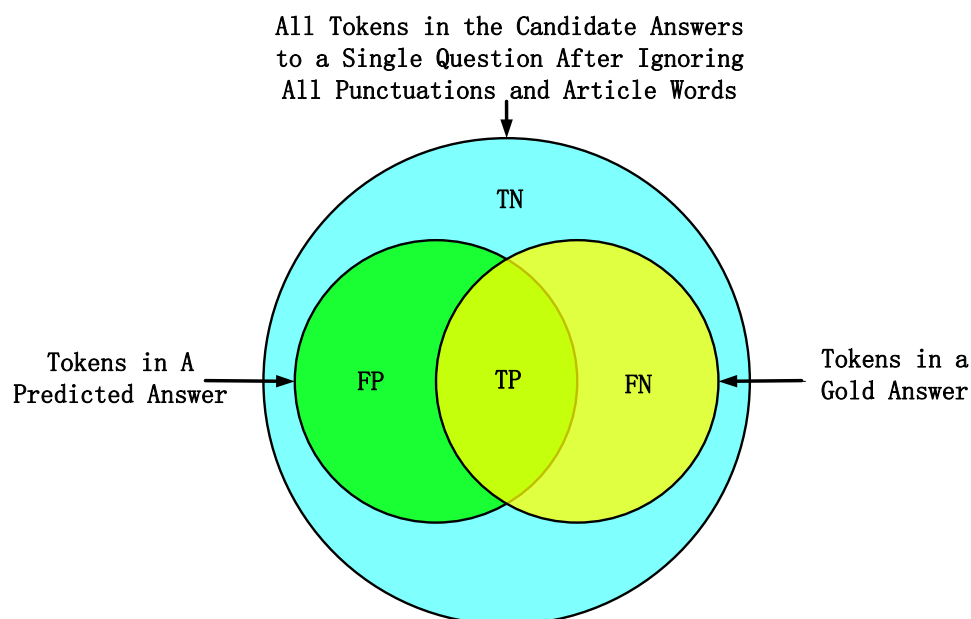 All Tokens in the Candidate Answers
to a Single Question After Ignoring
All Punctuations and Article Words
TN
Tokens in A
Predicted Answer
FP
TP
FN
Tokens in a
Gold Answer